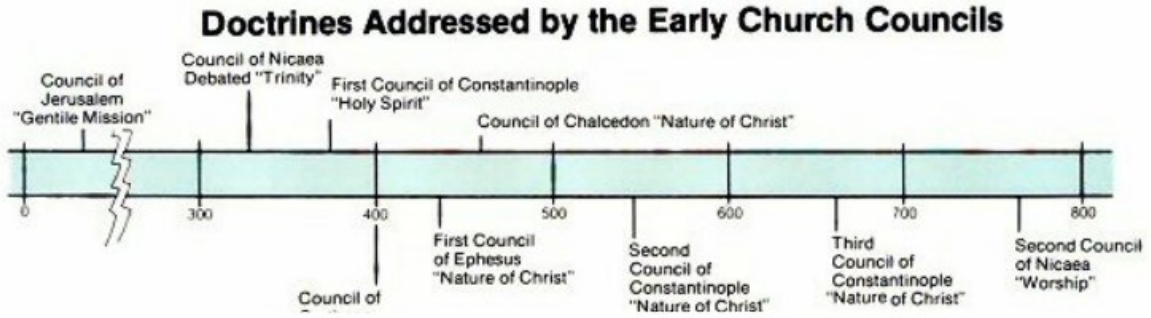 Doctrines Addressed by the Early Church Councils
Council of
Jerusalem
"Gentile Mission"
Council of Nicaea
Debated "Trinity"
First Council of Constantinople
"Holy Spirit"
Council of Chalcedon "Nature of Christ"
0
300
400
500
600
700
800
Council of
First Council
of Ephesus
"Nature of Christ"
Second
Council of
Constantinople
"Nature of Christ"
Third
Council of
Constantinople
"Nature of Christ"
Second Council
of Nicaea
"Worship"